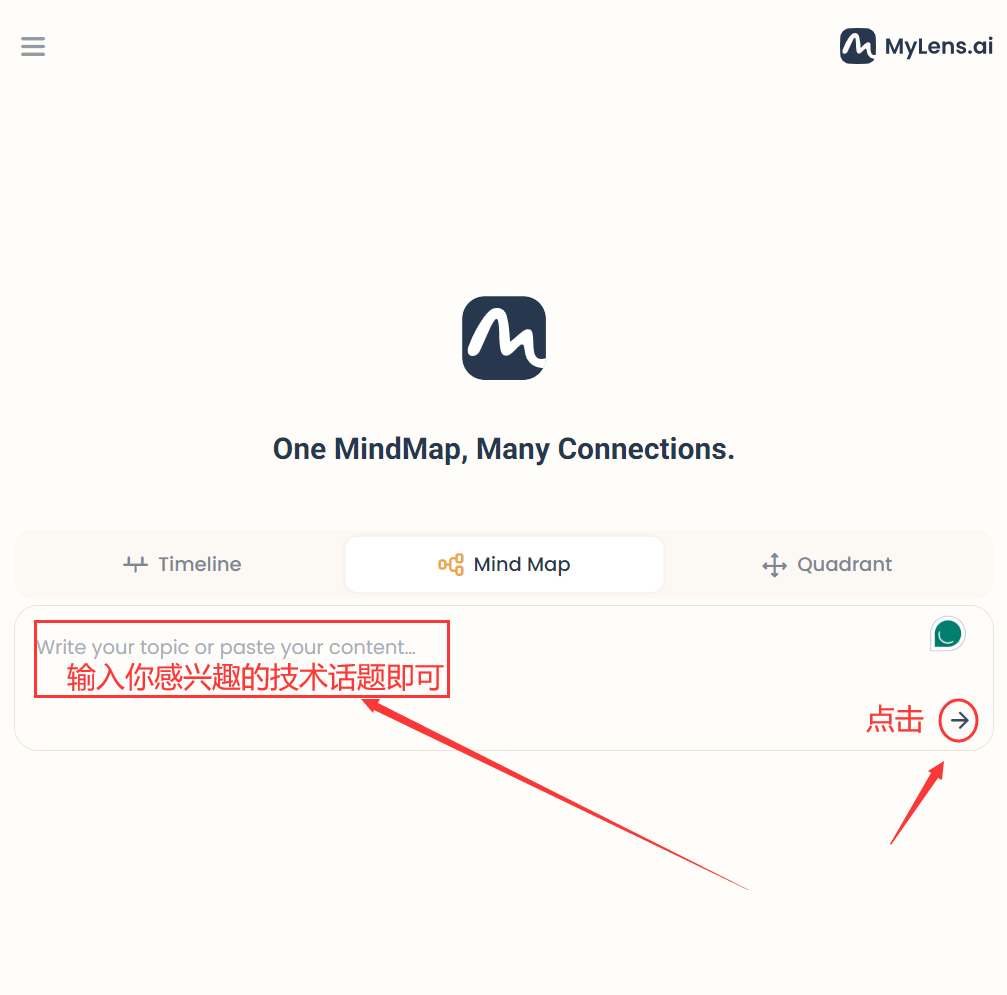 MyLens.ai
One MindMap, Many Connections.
Timeline
Mind Map
Quadrant
Write your topic or paste your content...
输入你感兴趣的技术话题即可
点击